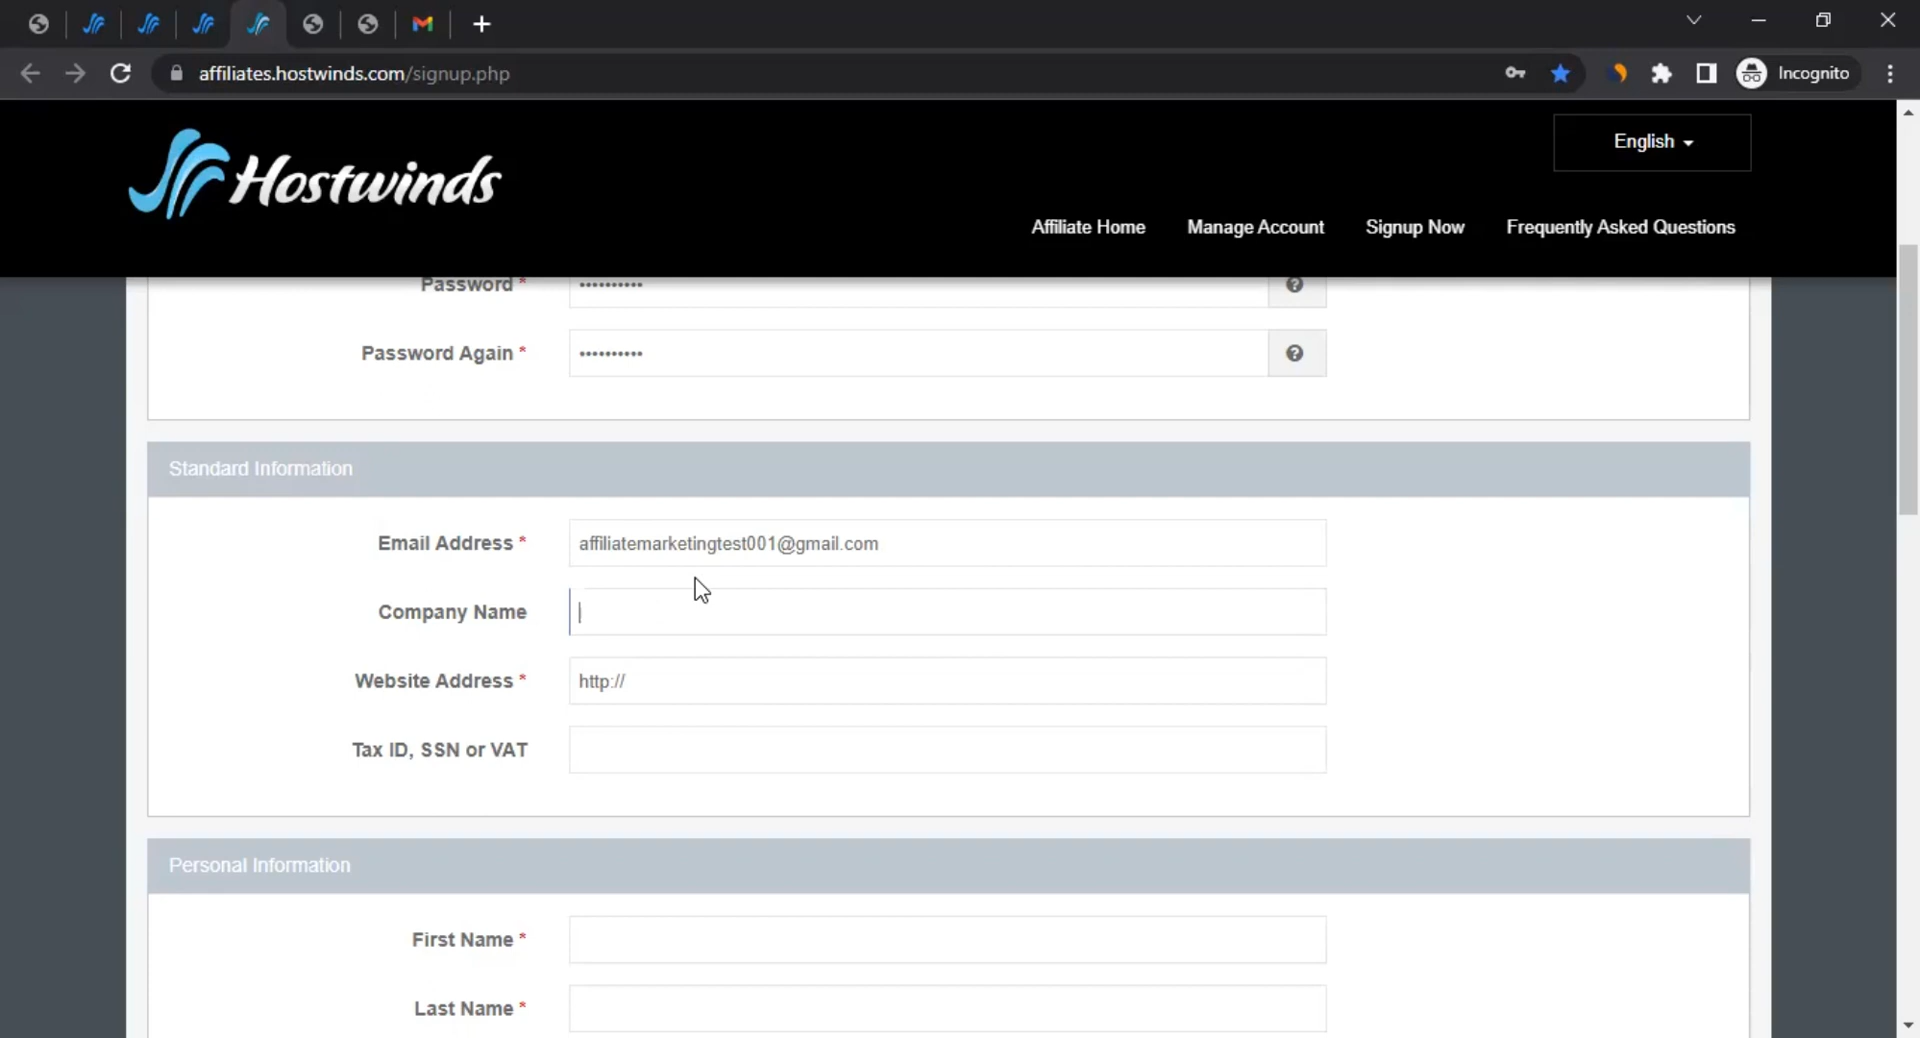 affiliates.hostwinds.com/signup.php
Incognito
Hostwinds
English
Affiliate Home Manage Account Signup Now Frequently Asked Questions
Password * ••••••••••
Password Again * ••••••••••
Standard Information
Email Address * affiliatemarketingtest001@gmail.com
Company Name
Website Address * http://
Tax ID, SSN or VAT
Personal Information
First Name *
Last Name *